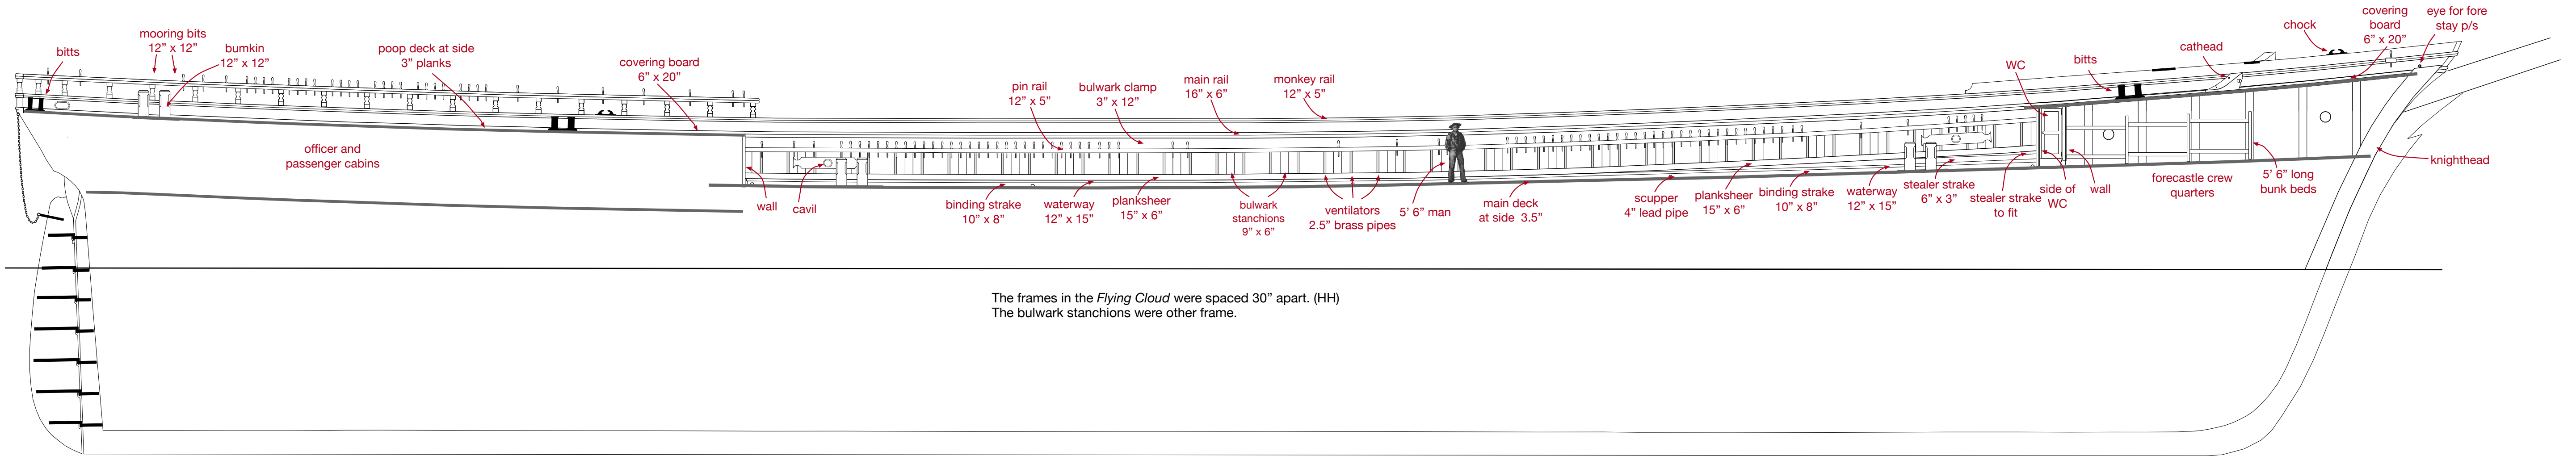 bitts
mooring bits
12” x 12”
bumkin
12” x 12”
poop deck at side
3” planks
covering board
6” x 20”
officer and
passenger cabins
pin rail
12” x 5”
bulwark clamp
3” x 12”
main rail
16” x 6”
monkey rail
12” x 5”
WC
bitts
cathead
chock
covering
board
6” x 20”
eye for fore
stay p/s
wall
cavil
binding strake
10” x 8”
waterway
12” x 15”
planksheer
15” x 6”
bulwark
stanchions
9” x 6”
ventilators
2.5” brass pipes
5’ 6” man
main deck
at side 3.5”
scupper
4” lead pipe
planksheer
15” x 6”
binding strake
10” x 8”
waterway
12” x 15”
stealer strake
6” x 3”
stealer strake
to fit
side of
WC
wall
forecastle crew
quarters
5’ 6” long
bunk beds
knighthead
The frames in the Flying Cloud were spaced 30” apart. (HH)
The bulwark stanchions were other frame.